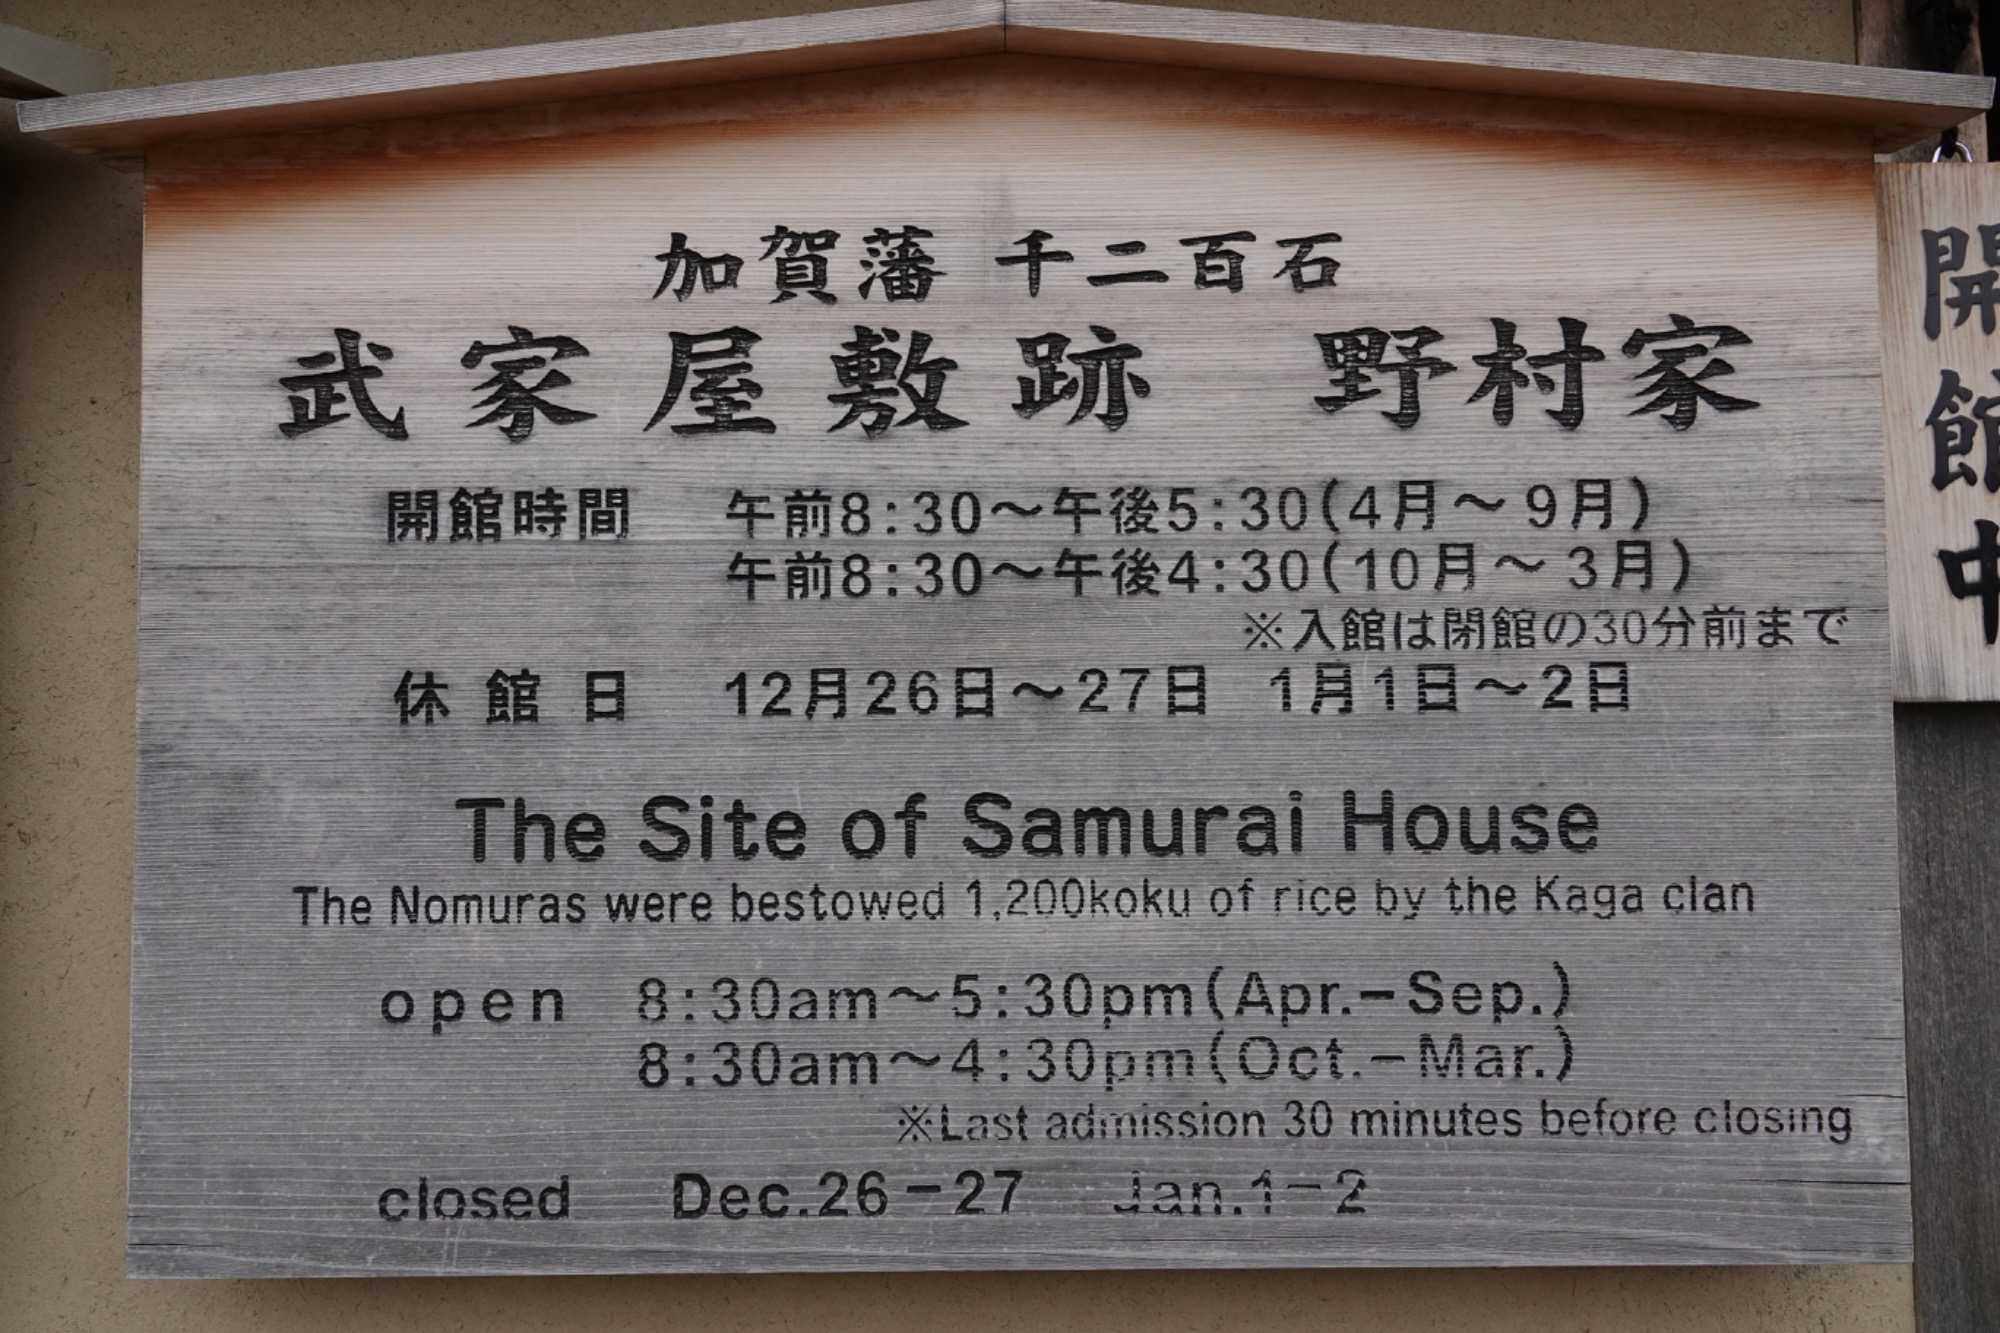 加賀藩 千二百石
武家屋敷跡 野村家
開館時間 午前8:30～午後5:30(4月～9月)
午前8:30～午後4:30(10月～3月)
※入館は閉館の30分前まで
休館日 12月26日～27日 1月1日～2日
The Site of Samurai House
The Nomuras were bestowed 1,200koku of rice by the Kaga clan
open 8:30am～5:30pm(Apr.-Sep.)
8:30am～4:30pm(Oct.-Mar.)
※Last admission 30 minutes before closing
closed Dec.26-27 Jan.1-2
開館中